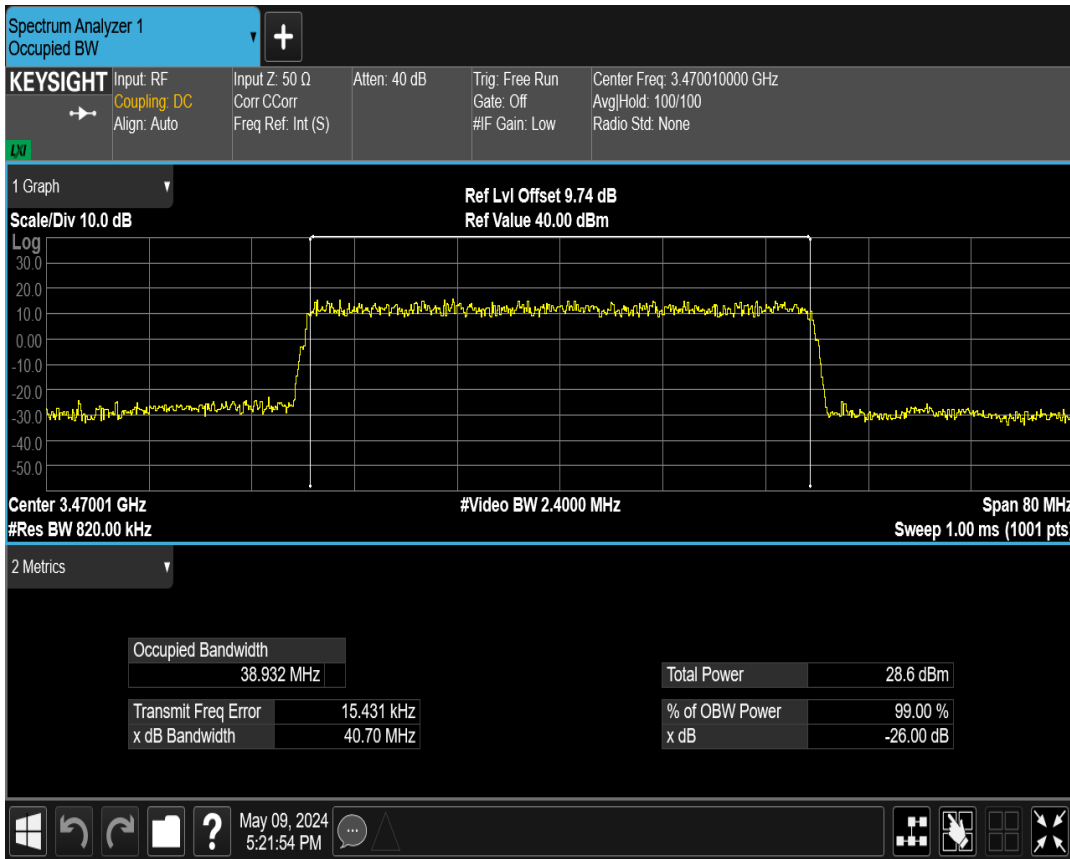 Spectrum Analyzer 1
Occupied BW
+
KEYSIGHT
LXI
Input: RF
Coupling: DC
Align: Auto
Input Z: 50 Ω
Corr CCorr
Freq Ref: Int (S)
Atten: 40 dB
Trig: Free Run
Gate: Off
#IF Gain: Low
Center Freq: 3.470010000 GHz
Avg|Hold: 100/100
Radio Std: None
1 Graph
Scale/Div 10.0 dB
Ref Lvl Offset 9.74 dB
Ref Value 40.00 dBm
Log
30.0
20.0
10.0
0.00
-10.0
-20.0
-30.0
-40.0
-50.0
Center 3.47001 GHz
#Video BW 2.4000 MHz
Span 80 MHz
#Res BW 820.00 kHz
Sweep 1.00 ms (1001 pts)
2 Metrics
Occupied Bandwidth
38.932 MHz
Transmit Freq Error 15.431 kHz
x dB Bandwidth 40.70 MHz
Total Power 28.6 dBm
% of OBW Power 99.00 %
x dB -26.00 dB
?
May 09, 2024
5:21:54 PM